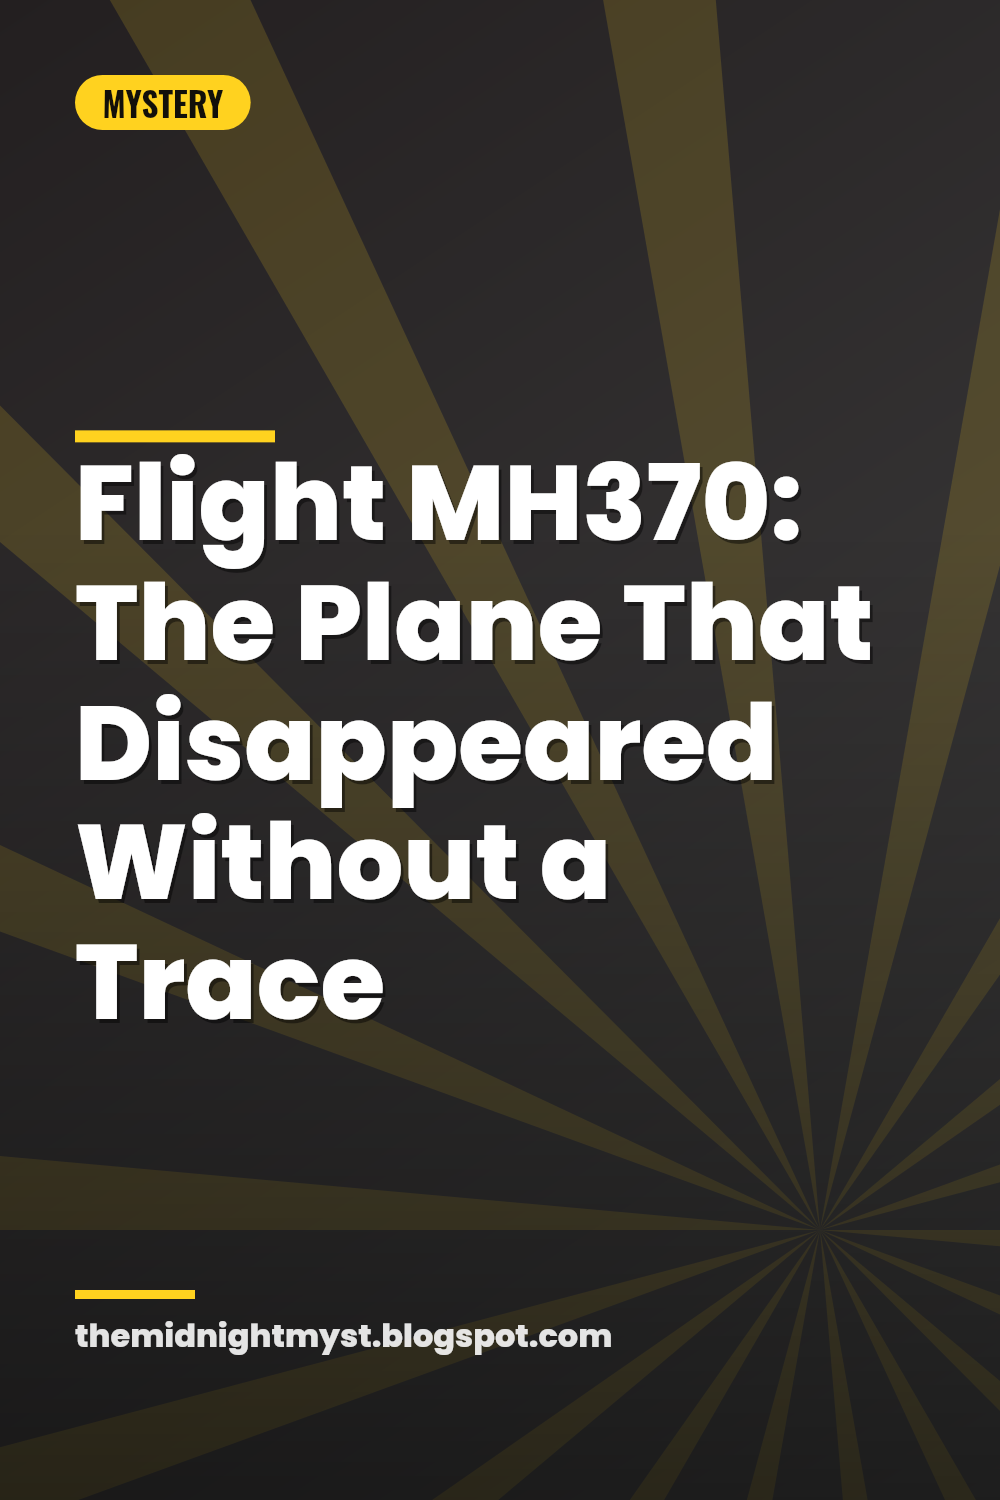 MYSTERY
Flight MH370:
The Plane That
Disappeared
Without a
Trace
themidnightmyst.blogspot.com